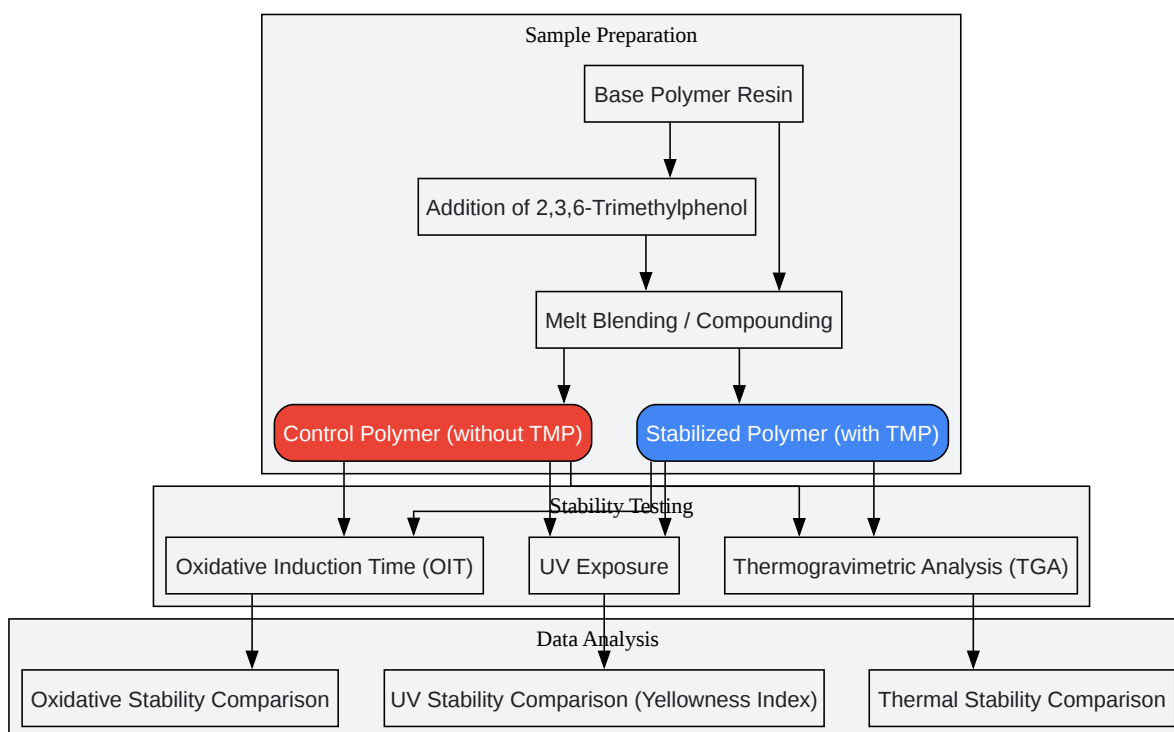 Sample Preparation
Base Polymer Resin
Addition of 2,3,6-Trimethylphenol
Melt Blending / Compounding
Control Polymer (without TMP)
Stabilized Polymer (with TMP)
Stability Testing
Oxidative Induction Time (OIT)
UV Exposure
Thermogravimetric Analysis (TGA)
Data Analysis
Oxidative Stability Comparison
UV Stability Comparison (Yellowness Index)
Thermal Stability Comparison